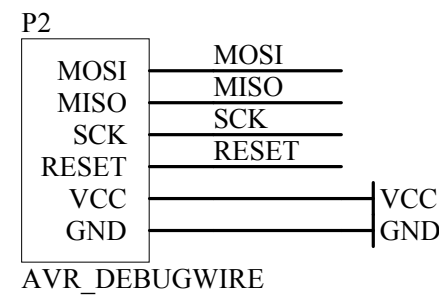 P2
MOSI MOSI
MISO MISO
SCK SCK
RESET RESET
VCC VCC
GND GND
AVR_DEBUGWIRE